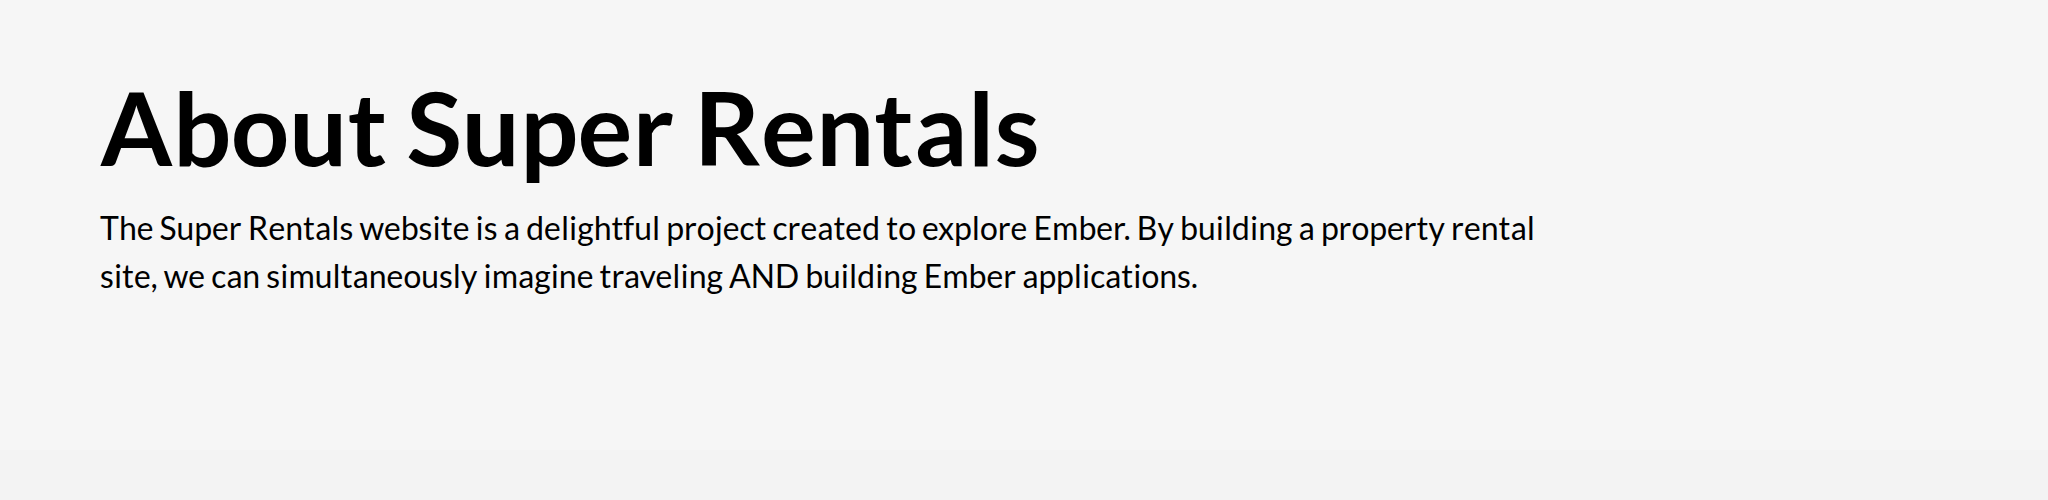 About Super Rentals
The Super Rentals website is a delightful project created to explore Ember. By building a property rental
site, we can simultaneously imagine traveling AND building Ember applications.